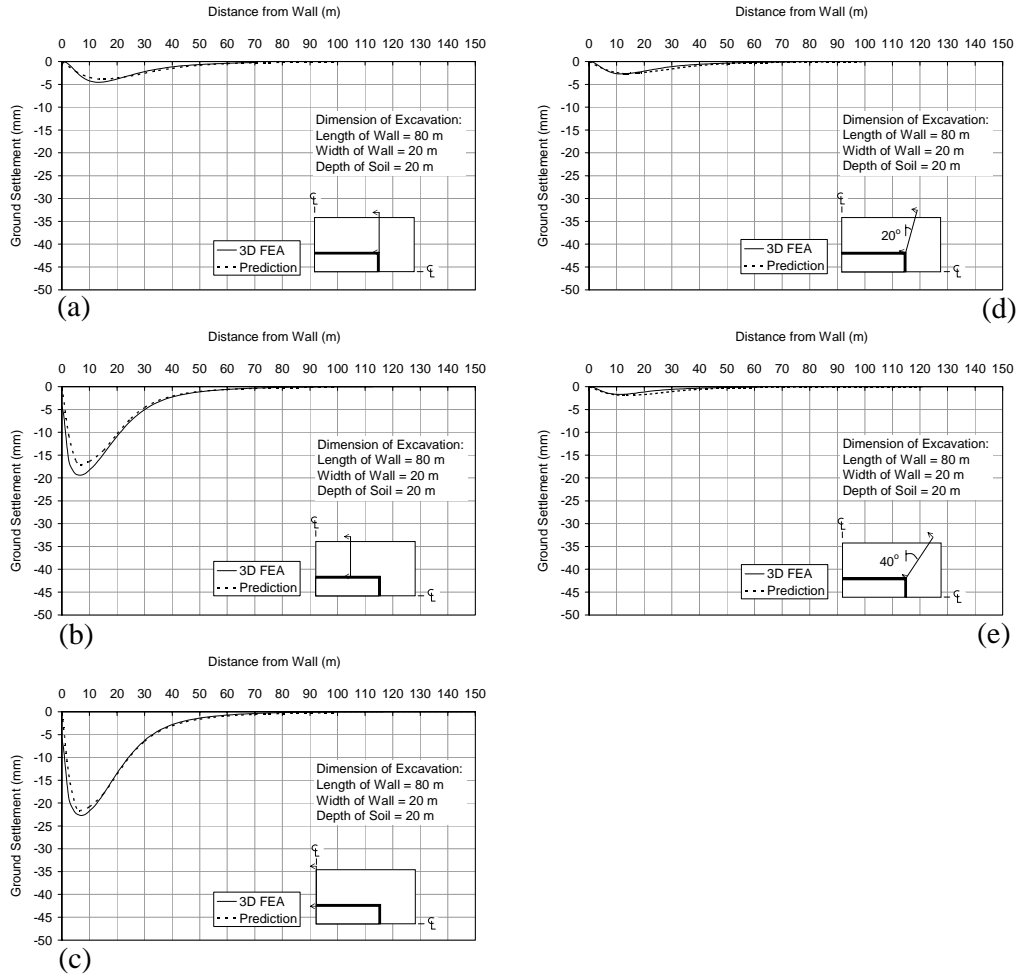 Distance from Wall (m)
0 10 20 30 40 50 60 70 80 90 100 110 120 130 140 150
Ground Settlement (mm)
0
-5
-10
-15
-20
-25
-30
-35
-40
-45
-50
Dimension of Excavation:
Length of Wall = 80 m
Width of Wall = 20 m
Depth of Soil = 20 m
℄
3D FEA
Prediction
℄
(a)
Distance from Wall (m)
0 10 20 30 40 50 60 70 80 90 100 110 120 130 140 150
Ground Settlement (mm)
0
-5
-10
-15
-20
-25
-30
-35
-40
-45
-50
Dimension of Excavation:
Length of Wall = 80 m
Width of Wall = 20 m
Depth of Soil = 20 m
℄
20°
3D FEA
Prediction
℄
(d)
Distance from Wall (m)
0 10 20 30 40 50 60 70 80 90 100 110 120 130 140 150
Ground Settlement (mm)
0
-5
-10
-15
-20
-25
-30
-35
-40
-45
-50
Dimension of Excavation:
Length of Wall = 80 m
Width of Wall = 20 m
Depth of Soil = 20 m
℄
3D FEA
Prediction
℄
(b)
Distance from Wall (m)
0 10 20 30 40 50 60 70 80 90 100 110 120 130 140 150
Ground Settlement (mm)
0
-5
-10
-15
-20
-25
-30
-35
-40
-45
-50
Dimension of Excavation:
Length of Wall = 80 m
Width of Wall = 20 m
Depth of Soil = 20 m
℄
40°
3D FEA
Prediction
℄
(e)
Distance from Wall (m)
0 10 20 30 40 50 60 70 80 90 100 110 120 130 140 150
Ground Settlement (mm)
0
-5
-10
-15
-20
-25
-30
-35
-40
-45
-50
Dimension of Excavation:
Length of Wall = 80 m
Width of Wall = 20 m
Depth of Soil = 20 m
℄
3D FEA
Prediction
℄
(c)